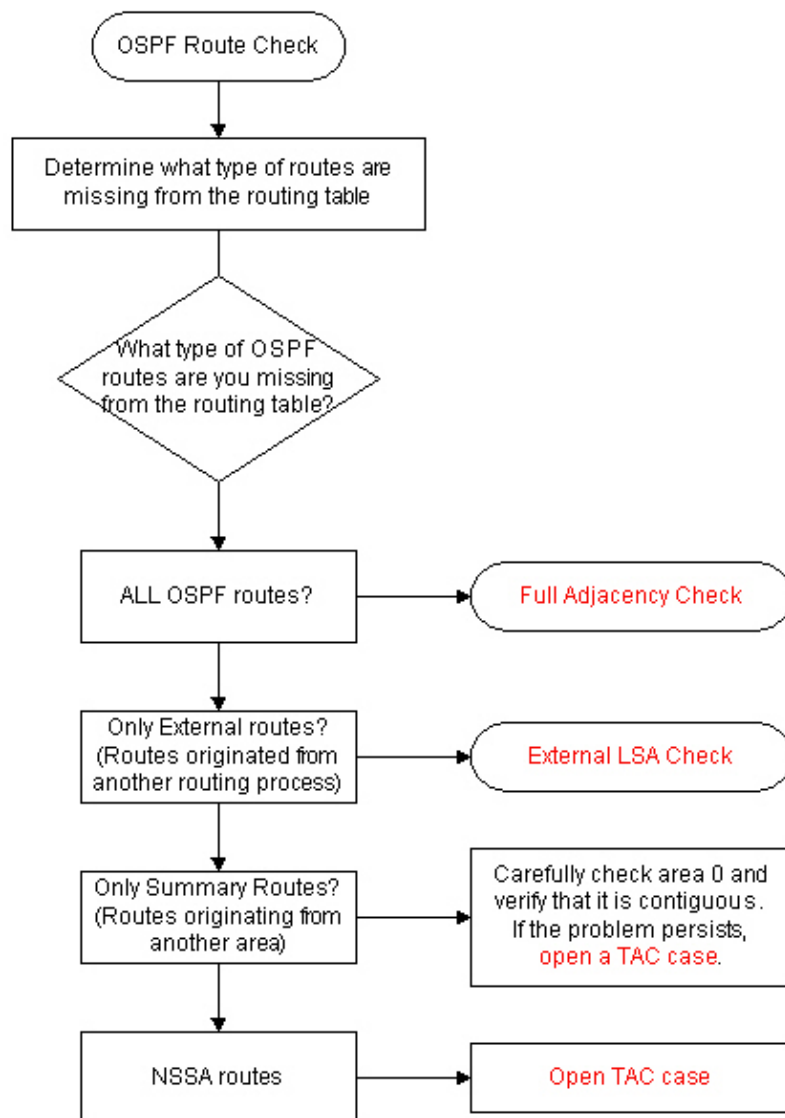 OSPF Route Check
Determine what type of routes are
missing from the routing table
What type of OSPF
routes are you missing
from the routing table?
ALL OSPF routes?
Full Adjacency Check
Only External routes?
(Routes originated from
another routing process)
External LSA Check
Only Summary Routes?
(Routes originating from
another area)
Carefully check area 0 and
verify that it is contiguous.
If the problem persists,
open a TAC case.
NSSA routes
Open TAC case